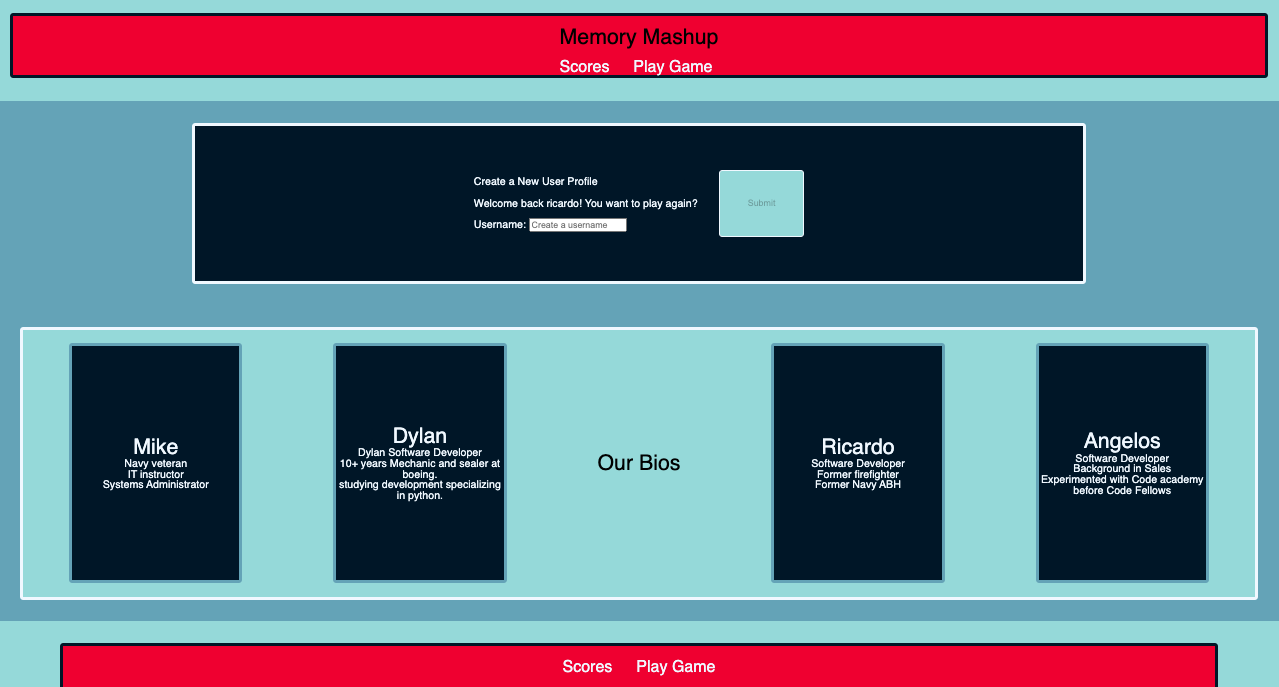 Memory Mashup
Scores Play Game
Create a New User Profile
Welcome back ricardo! You want to play again?
Username: Create a username
Submit
Mike
Navy veteran
IT instructor
Systems Administrator
Dylan
Dylan Software Developer
10+ years Mechanic and sealer at
boeing.
studying development specializing
in python.
Our Bios
Ricardo
Software Developer
Former firefighter
Former Navy ABH
Angelos
Software Developer
Background in Sales
Experimented with Code academy
before Code Fellows
Scores Play Game